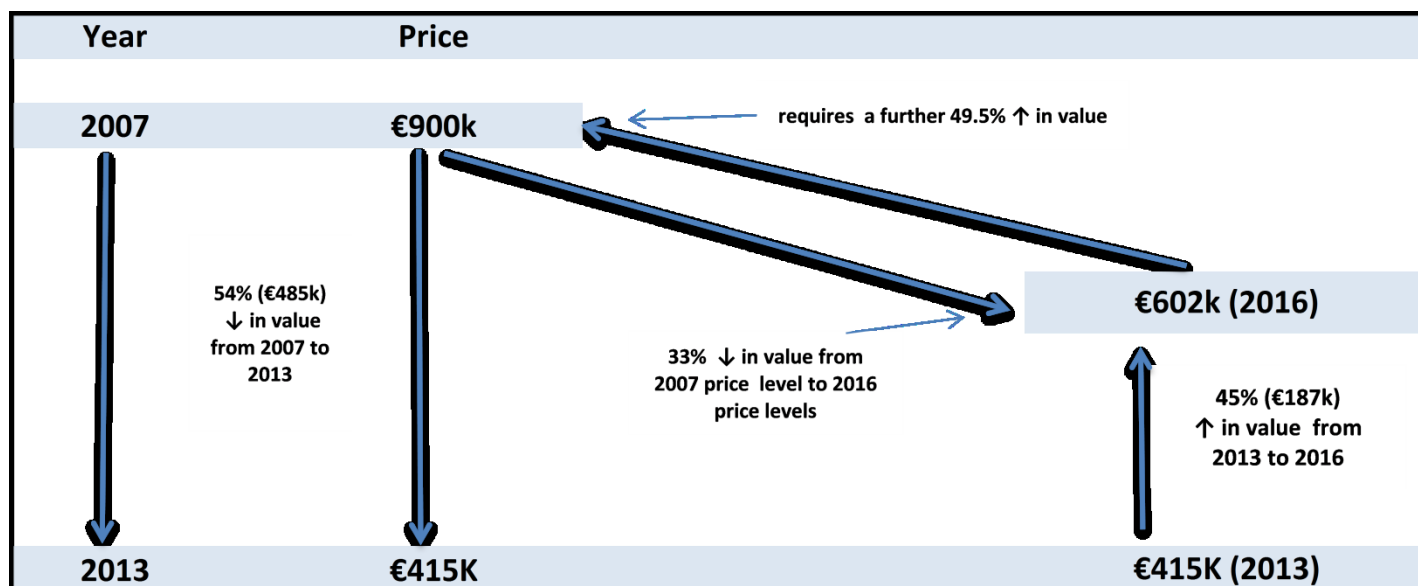 Year Price
requires a further 49.5% ↑ in value
2007 €900k
€602k (2016)
54% (€485k)
↓ in value
from 2007 to
2013
33% ↓ in value from
2007 price level to 2016
price levels
45% (€187k)
↑ in value from
2013 to 2016
2013 €415K €415K (2013)